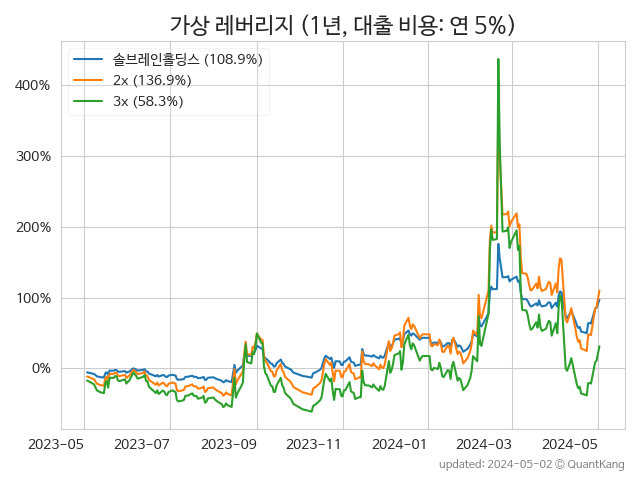 가상 레버리지 (1년, 대출 비용: 연 5%)
솔브레인홀딩스 (108.9%)
2x (136.9%)
3x (58.3%)
400%
300%
200%
100%
0%
2023-05 2023-07 2023-09 2023-11 2024-01 2024-03 2024-05
updated: 2024-05-02 © QuantKang